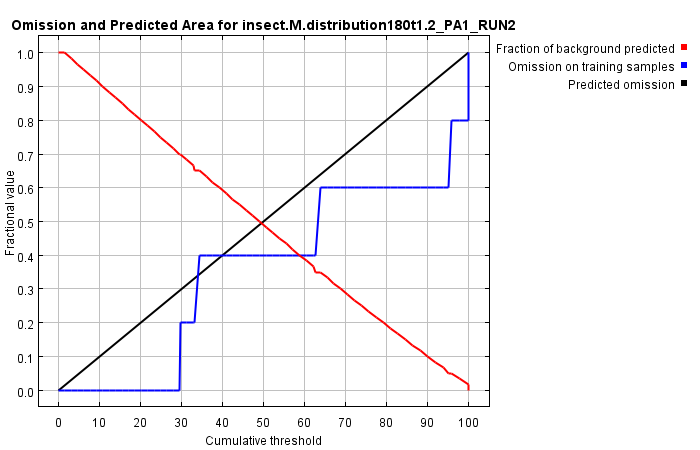 Omission and Predicted Area for insect.M.distribution180t1.2_PA1_RUN2
Fraction of background predicted
Omission on training samples
Predicted omission
Fractional value
1.0
0.9
0.8
0.7
0.6
0.5
0.4
0.3
0.2
0.1
0.0
0 10 20 30 40 50 60 70 80 90 100
Cumulative threshold